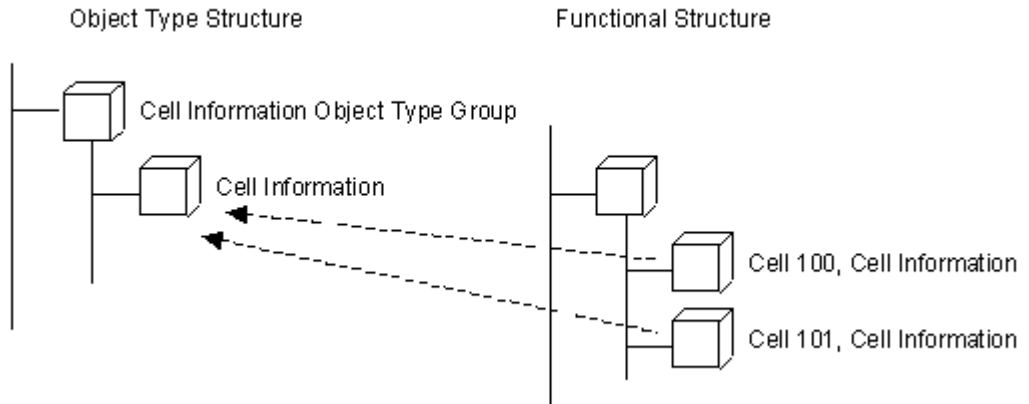 Object Type Structure
Functional Structure
Cell Information Object Type Group
Cell Information
Cell 100, Cell Information
Cell 101, Cell Information